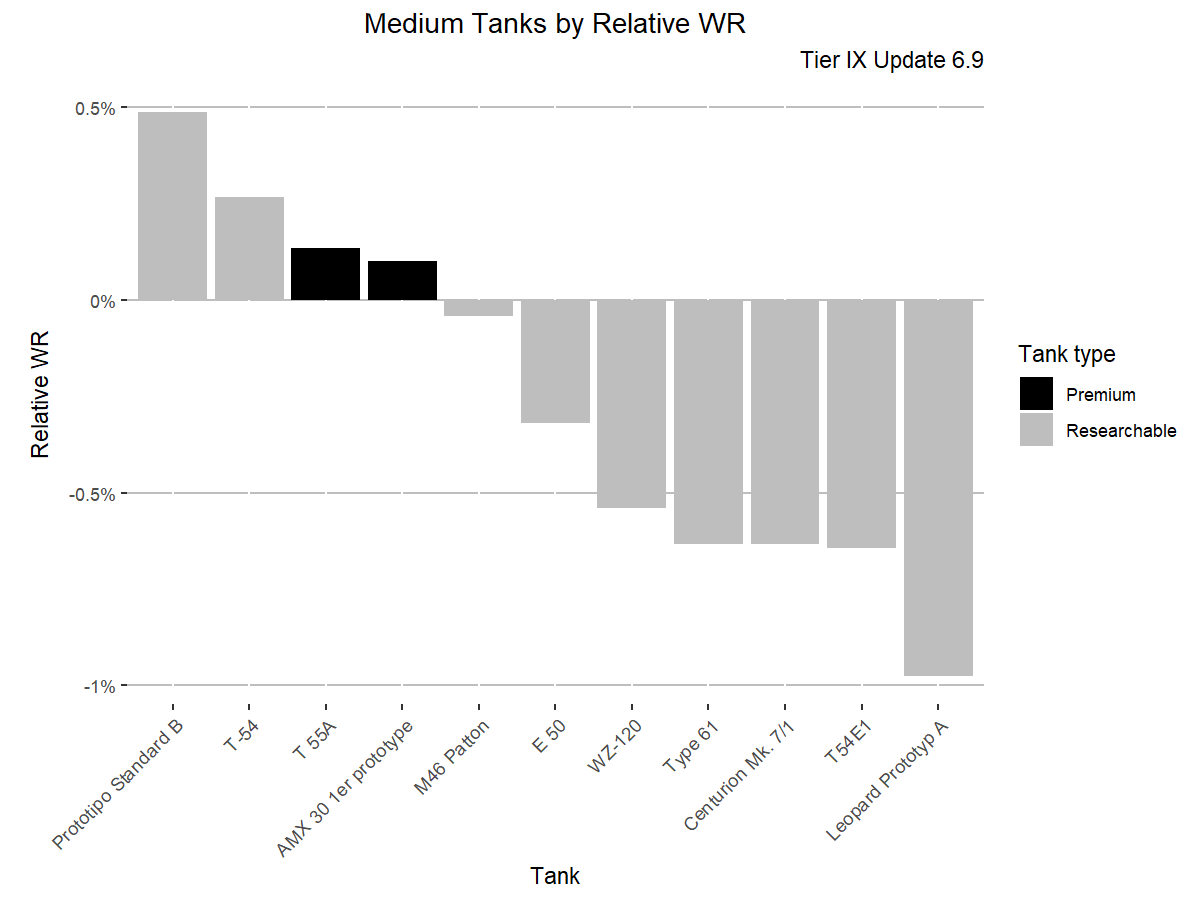 Medium Tanks by Relative WR
Tier IX Update 6.9
0.5%
0%
-0.5%
-1%
Relative WR
Prototipo Standard B
T-54
T 55A
AMX 30 1er prototype
M46 Patton
E 50
WZ-120
Type 61
Centurion Mk. 7/1
T54E1
Leopard Prototyp A
Tank
Tank type
Premium
Researchable